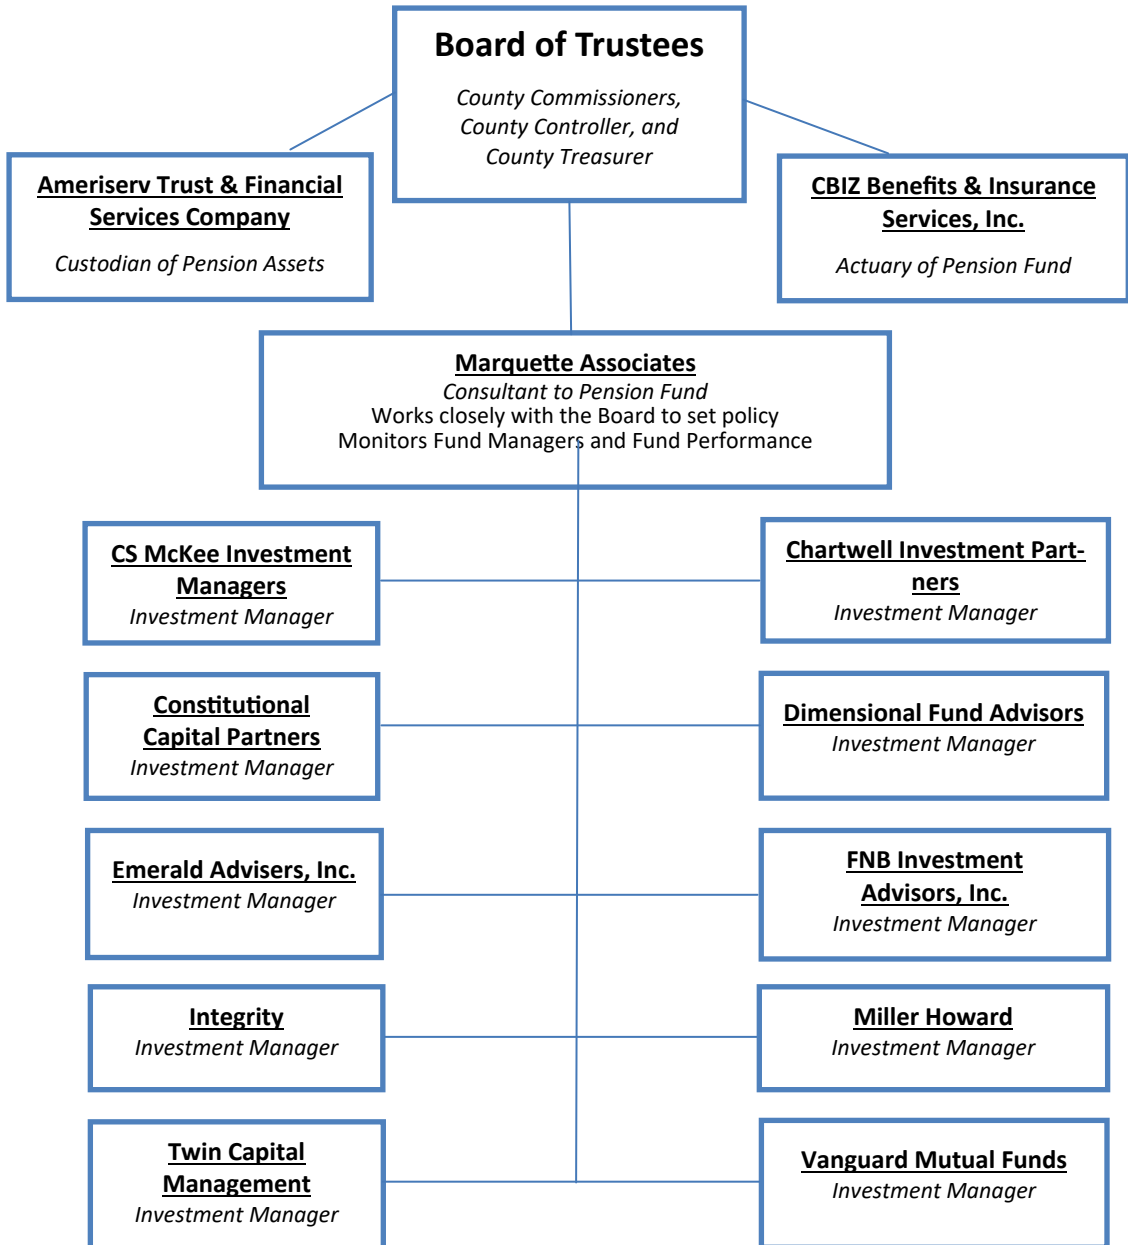 Board of Trustees
County Commissioners,
County Controller, and
County Treasurer
Ameriserv Trust & Financial
Services Company
Custodian of Pension Assets
CBIZ Benefits & Insurance
Services, Inc.
Actuary of Pension Fund
Marquette Associates
Consultant to Pension Fund
Works closely with the Board to set policy
Monitors Fund Managers and Fund Performance
CS McKee Investment
Managers
Investment Manager
Chartwell Investment Part-
ners
Investment Manager
Constitutional
Capital Partners
Investment Manager
Dimensional Fund Advisors
Investment Manager
Emerald Advisers, Inc.
Investment Manager
FNB Investment
Advisors, Inc.
Investment Manager
Integrity
Investment Manager
Miller Howard
Investment Manager
Twin Capital
Management
Investment Manager
Vanguard Mutual Funds
Investment Manager